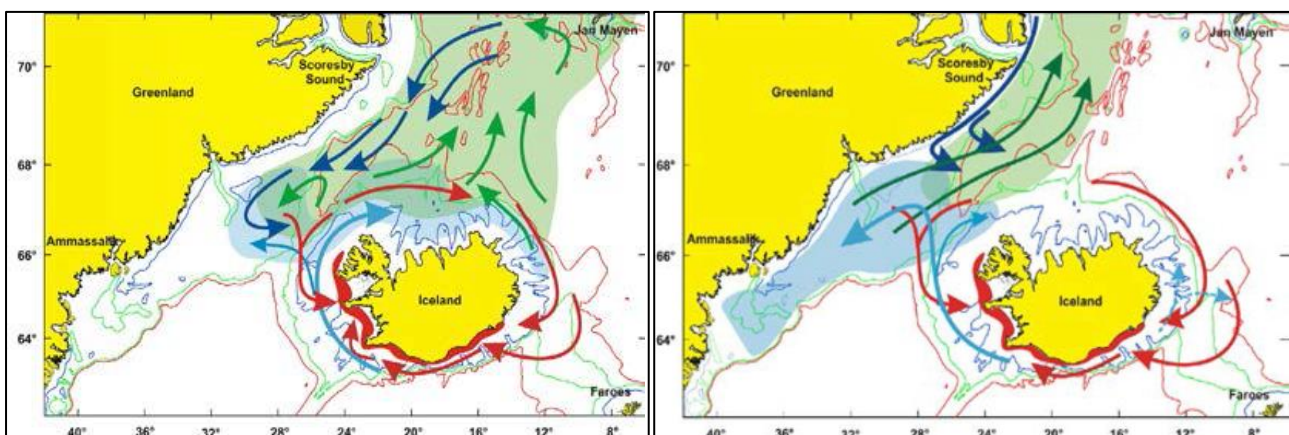 Jan Mayen
70°
Scoresby
Sound
Greenland
68°
Ammassalik
66°
Iceland
64°
Faroes
40° 36° 32° 28° 24° 20° 16° 12° 8°
Jan Mayen
70°
Scoresby
Sound
Greenland
68°
Ammassalik
66°
Iceland
64°
Faroes
40° 36° 32° 28° 24° 20° 16° 12° 8°